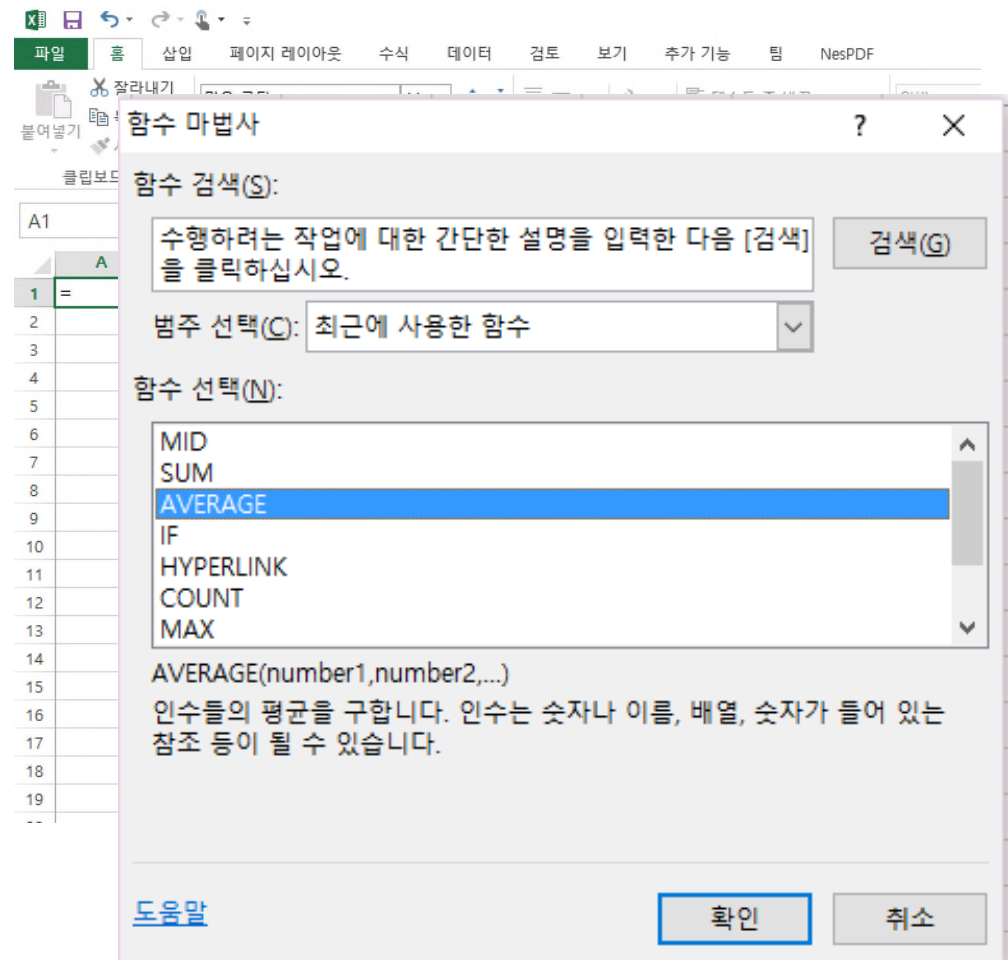 파일 홈 삽입 페이지 레이아웃 수식 데이터 검토 보기 추가 기능 팀 NesPDF
잘라내기
붙여넣기
클립보드
A1
A
함수 마법사 ?
함수 검색(S):
수행하려는 작업에 대한 간단한 설명을 입력한 다음 [검색]
을 클릭하십시오.
검색(G)
범주 선택(C): 최근에 사용한 함수
함수 선택(N):
1 =
2
3
4
5
6
7
8
9
10
11
12
13
14
15
16
17
18
19
MID
SUM
AVERAGE
IF
HYPERLINK
COUNT
MAX
AVERAGE(number1,number2,...)
인수들의 평균을 구합니다. 인수는 숫자나 이름, 배열, 숫자가 들어 있는
참조 등이 될 수 있습니다.
도움말 확인 취소